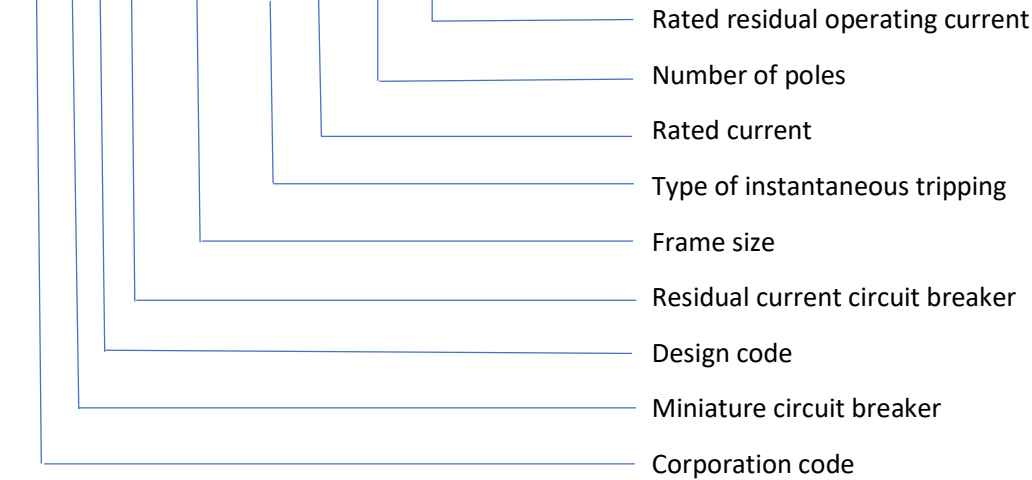 Rated residual operating current
Number of poles
Rated current
Type of instantaneous tripping
Frame size
Residual current circuit breaker
Design code
Miniature circuit breaker
Corporation code